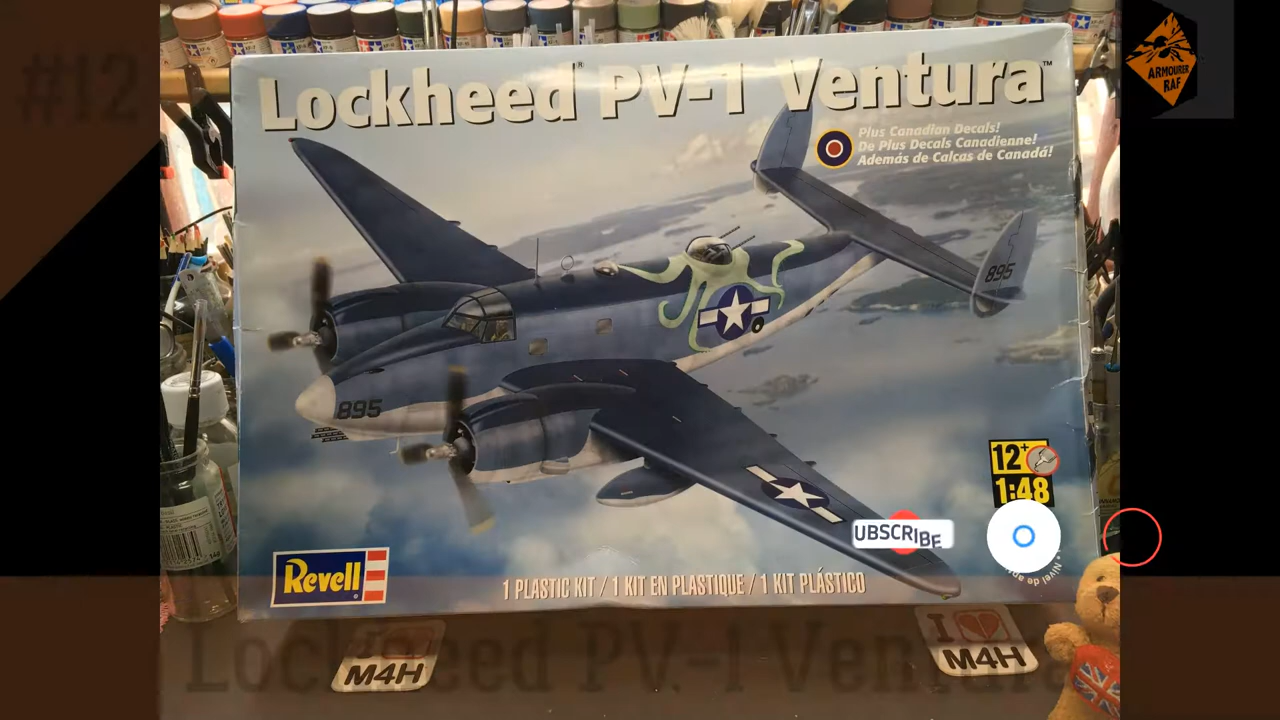 #12
ARMOURER
RAF
Lockheed® PV-1 Ventura™
Plus Canadian Decals!
De Plus Decals Canadienne!
Además de Calcas de Canadá!
895
895
12+
1:48
UBSCRIBE
Revell
1 PLASTIC KIT / 1 KIT EN PLASTIQUE / 1 KIT PLÁSTICO
Lockheed PV-1 Ventura
I
M4H
M4H